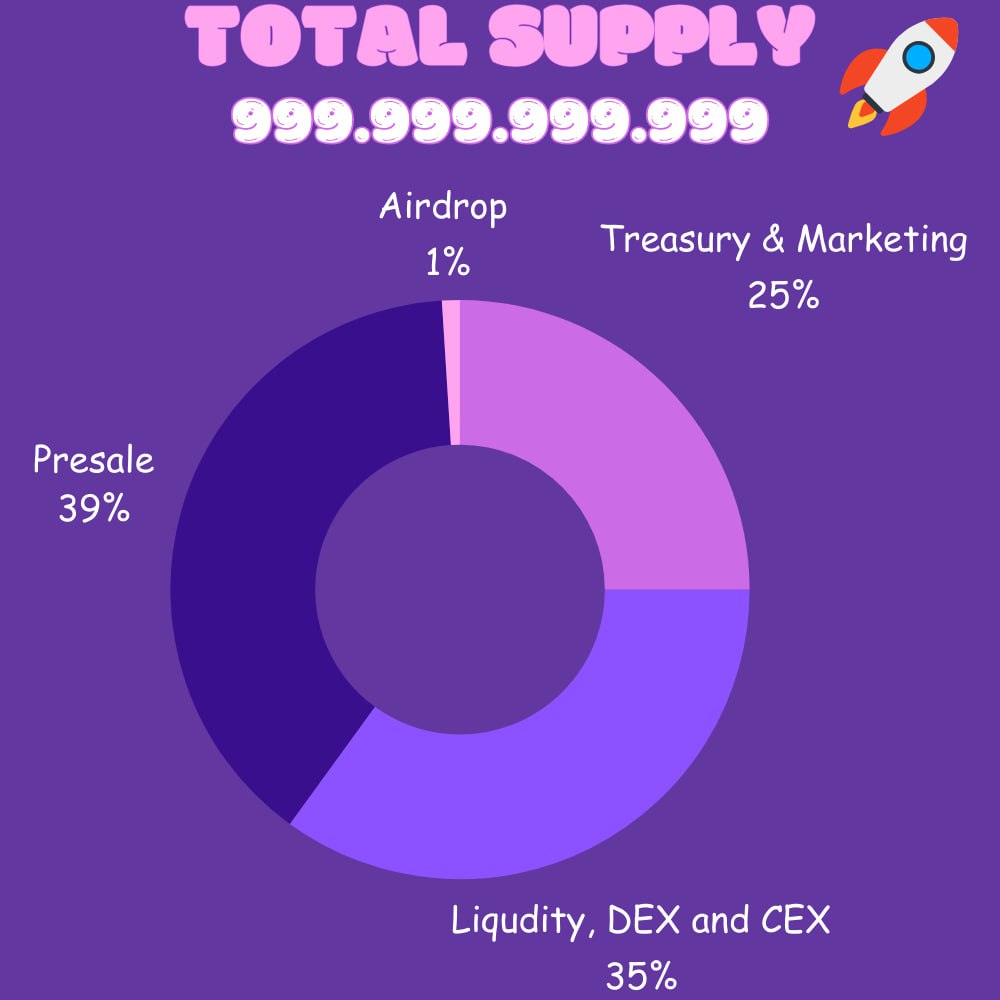 TOTAL SUPPLY
999.999.999.999
Airdrop
1%
Treasury & Marketing
25%
Presale
39%
Liqudity, DEX and CEX
35%